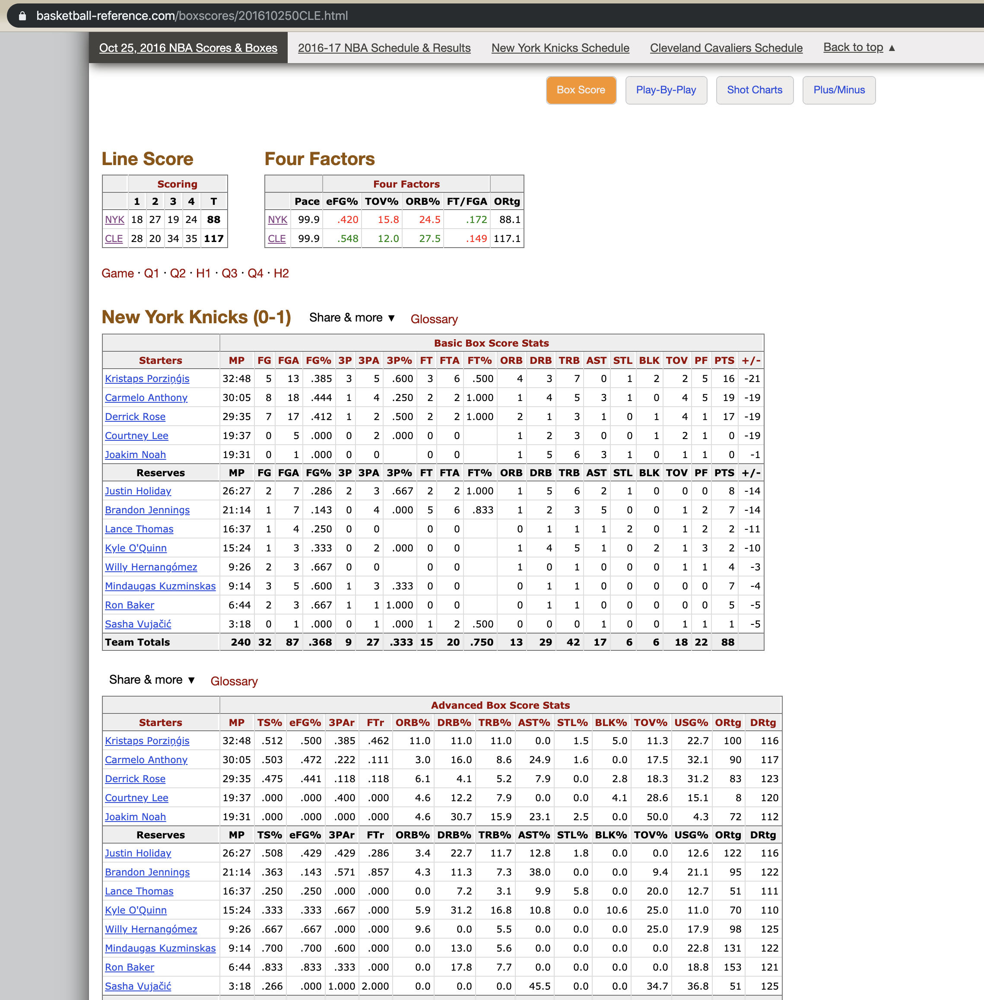 basketball-reference.com/boxscores/201610250CLE.html
Oct 25, 2016 NBA Scores & Boxes 2016-17 NBA Schedule & Results New York Knicks Schedule Cleveland Cavaliers Schedule Back to top ▲
Box Score Play-By-Play Shot Charts Plus/Minus
Line Score Four Factors
Scoring Four Factors
1 2 3 4 T Pace eFG% TOV% ORB% FT/FGA ORtg
NYK 18 27 19 24 88 NYK 99.9 .420 15.8 24.5 .172 88.1
CLE 28 20 34 35 117 CLE 99.9 .548 12.0 27.5 .149 117.1
Game · Q1 · Q2 · H1 · Q3 · Q4 · H2
New York Knicks (0-1) Share & more ▼ Glossary
Basic Box Score Stats
Starters MP FG FGA FG% 3P 3PA 3P% FT FTA FT% ORB DRB TRB AST STL BLK TOV PF PTS +/-
Kristaps Porziņģis 32:48 5 13 .385 3 5 .600 3 6 .500 4 3 7 0 1 2 2 5 16 -21
Carmelo Anthony 30:05 8 18 .444 1 4 .250 2 2 1.000 1 4 5 3 1 0 4 5 19 -19
Derrick Rose 29:35 7 17 .412 1 2 .500 2 2 1.000 2 1 3 1 0 1 4 1 17 -19
Courtney Lee 19:37 0 5 .000 0 2 .000 0 0 1 2 3 0 0 1 2 1 0 -19
Joakim Noah 19:31 0 1 .000 0 0 0 0 1 5 6 3 1 0 1 1 0 -1
Reserves MP FG FGA FG% 3P 3PA 3P% FT FTA FT% ORB DRB TRB AST STL BLK TOV PF PTS +/-
Justin Holiday 26:27 2 7 .286 2 3 .667 2 2 1.000 1 5 6 2 1 0 0 0 8 -14
Brandon Jennings 21:14 1 7 .143 0 4 .000 5 6 .833 1 2 3 5 0 0 1 2 7 -14
Lance Thomas 16:37 1 4 .250 0 0 0 0 0 1 1 1 2 0 1 2 2 -11
Kyle O'Quinn 15:24 1 3 .333 0 2 .000 0 0 1 4 5 1 0 2 1 3 2 -10
Willy Hernangómez 9:26 2 3 .667 0 0 0 0 1 0 1 0 0 0 1 1 4 -3
Mindaugas Kuzminskas 9:14 3 5 .600 1 3 .333 0 0 0 1 1 0 0 0 0 0 7 -4
Ron Baker 6:44 2 3 .667 1 1 1.000 0 0 0 1 1 0 0 0 0 0 5 -5
Sasha Vujačić 3:18 0 1 .000 0 1 .000 1 2 .500 0 0 0 1 0 0 1 1 1 -5
Team Totals 240 32 87 .368 9 27 .333 15 20 .750 13 29 42 17 6 6 18 22 88
Share & more ▼ Glossary
Advanced Box Score Stats
Starters MP TS% eFG% 3PAr FTr ORB% DRB% TRB% AST% STL% BLK% TOV% USG% ORtg DRtg
Kristaps Porziņģis 32:48 .512 .500 .385 .462 11.0 11.0 11.0 0.0 1.5 5.0 11.3 22.7 100 116
Carmelo Anthony 30:05 .503 .472 .222 .111 3.0 16.0 8.6 24.9 1.6 0.0 17.5 32.1 90 117
Derrick Rose 29:35 .475 .441 .118 .118 6.1 4.1 5.2 7.9 0.0 2.8 18.3 31.2 83 123
Courtney Lee 19:37 .000 .000 .400 .000 4.6 12.2 7.9 0.0 0.0 4.1 28.6 15.1 8 120
Joakim Noah 19:31 .000 .000 .000 .000 4.6 30.7 15.9 23.1 2.5 0.0 50.0 4.3 72 112
Reserves MP TS% eFG% 3PAr FTr ORB% DRB% TRB% AST% STL% BLK% TOV% USG% ORtg DRtg
Justin Holiday 26:27 .508 .429 .429 .286 3.4 22.7 11.7 12.8 1.8 0.0 0.0 12.6 122 116
Brandon Jennings 21:14 .363 .143 .571 .857 4.3 11.3 7.3 38.0 0.0 0.0 9.4 21.1 95 122
Lance Thomas 16:37 .250 .250 .000 .000 0.0 7.2 3.1 9.9 5.8 0.0 20.0 12.7 51 111
Kyle O'Quinn 15:24 .333 .333 .667 .000 5.9 31.2 16.8 10.8 0.0 10.6 25.0 11.0 70 110
Willy Hernangómez 9:26 .667 .667 .000 .000 9.6 0.0 5.5 0.0 0.0 0.0 25.0 17.9 98 125
Mindaugas Kuzminskas 9:14 .700 .700 .600 .000 0.0 13.0 5.6 0.0 0.0 0.0 0.0 22.8 131 122
Ron Baker 6:44 .833 .833 .333 .000 0.0 17.8 7.7 0.0 0.0 0.0 0.0 18.8 153 121
Sasha Vujačić 3:18 .266 .000 1.000 2.000 0.0 0.0 0.0 45.5 0.0 0.0 34.7 36.8 51 125